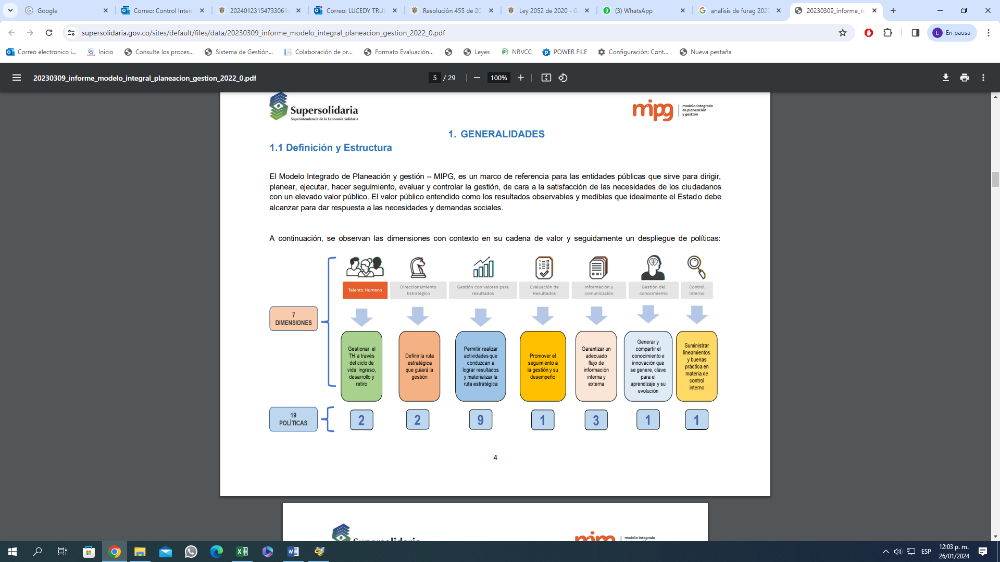 Google
Correo: Control Intern
20240123154733061.
Correo: LUCEDY TRUJ
Resolución 455 de 20
Ley 2052 de 2020 - G
(3) WhatsApp
analisis de furag 2022
20230309_informe_m
supersolidaria.gov.co/sites/default/files/data/20230309_informe_modelo_integral_planeacion_gestion_2022_0.pdf
L En pausa
Correo electronico i...
Inicio
Consulte los proces...
Sistema de Gestión...
Colaboración de pr...
Formato Evaluación...
Leyes
NRVCC
POWER FILE
Configuración: Cont...
Nueva pestaña
20230309_informe_modelo_integral_planeacion_gestion_2022_0.pdf
5 / 29
100%
Supersolidaria
Superintendencia de la Economía Solidaria
mipg
modelo integrado
de planeación
y gestión
1. GENERALIDADES
1.1 Definición y Estructura
El Modelo Integrado de Planeación y gestión – MIPG, es un marco de referencia para las entidades públicas que sirve para dirigir,
planear, ejecutar, hacer seguimiento, evaluar y controlar la gestión, de cara a la satisfacción de las necesidades de los ciudadanos
con un elevado valor público. El valor público entendido como los resultados observables y medibles que idealmente el Estado debe
alcanzar para dar respuesta a las necesidades y demandas sociales.
A continuación, se observan las dimensiones con contexto en su cadena de valor y seguidamente un despliegue de políticas:
Talento Humano
Direccionamiento
Estratégico
Gestión con valores para
resultados
Evaluación de
Resultados
Información y
comunicación
Gestión del
conocimiento
Control
Interno
7
DIMENSIONES
Gestionar el
TH a través
del ciclo de
vida: ingreso,
desarrollo y
retiro
Definir la ruta
estratégica
que guiará la
gestión
Permitir realizar
actividades que
conduzcan a
lograr resultados
y materializar la
ruta estratégica
Promover el
seguimiento a
la gestión y su
desempeño
Garantizar un
adecuado
flujo de
información
interna y
externa
Generar y
compartir el
conocimiento e
innovación que
se genere, clave
para el
aprendizaje y su
evolución
Suministrar
lineamientos
y buenas
práctica en
materia de
control
interno
19
POLÍTICAS
2
2
9
1
3
1
1
4
Supersolidaria
mipg
modelo integrado
ESP
12:03 p. m.
26/01/2024